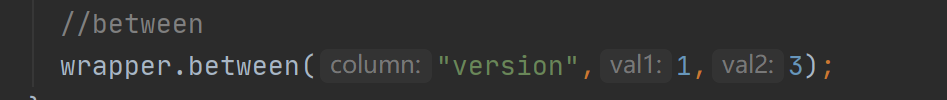 //between
wrapper.between( column: "version", val1: 1, val2: 3);